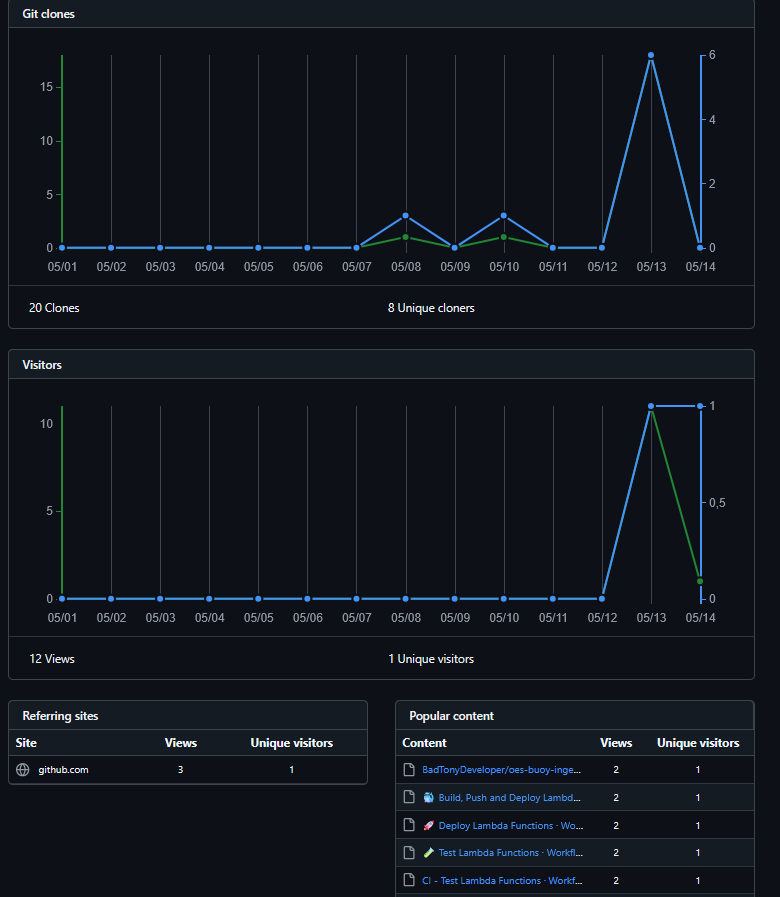 Git clones
15
10
5
0
6
4
2
0
05/01 05/02 05/03 05/04 05/05 05/06 05/07 05/08 05/09 05/10 05/11 05/12 05/13 05/14
20 Clones 8 Unique cloners
Visitors
10
5
0
1
0,5
0
05/01 05/02 05/03 05/04 05/05 05/06 05/07 05/08 05/09 05/10 05/11 05/12 05/13 05/14
12 Views 1 Unique visitors
Referring sites
Site Views Unique visitors
github.com 3 1
Popular content
Content Views Unique visitors
BadTonyDeveloper/oes-buoy-inge... 2 1
Build, Push and Deploy Lambd... 2 1
🚀 Deploy Lambda Functions · Wo... 2 1
🧪 Test Lambda Functions · Workfl... 2 1
CI - Test Lambda Functions · Workf... 2 1